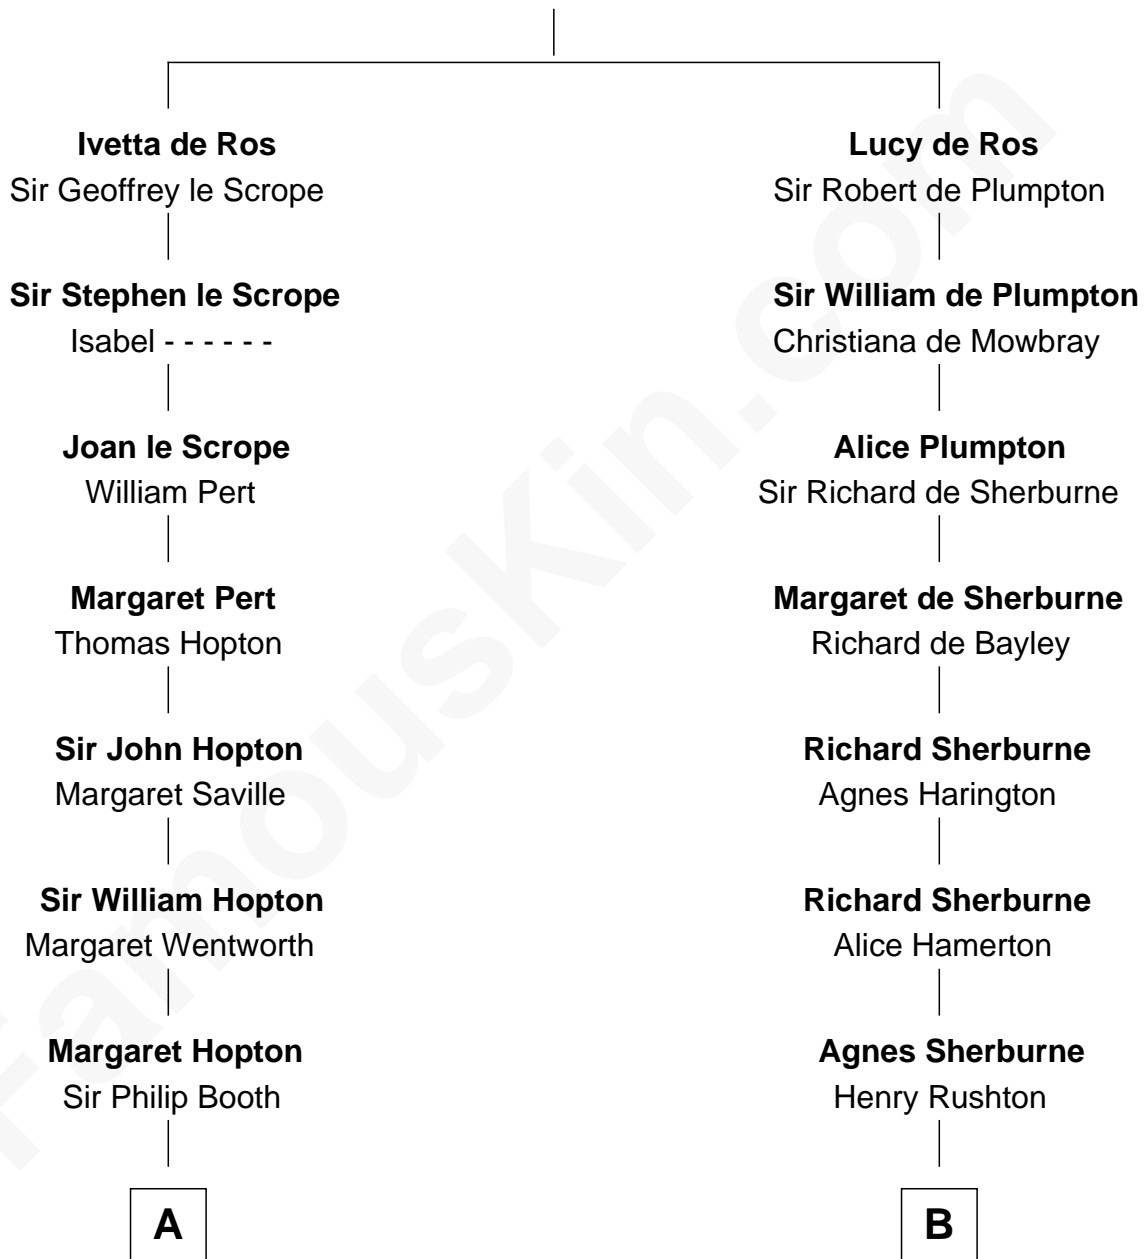 Ivetta de Ros
Sir Geoffrey le Scrope
Sir Stephen le Scrope
Isabel - - - - - -
Joan le Scrope
William Pert
Margaret Pert
Thomas Hopton
Sir John Hopton
Margaret Saville
Sir William Hopton
Margaret Wentworth
Margaret Hopton
Sir Philip Booth
A
Lucy de Ros
Sir Robert de Plumpton
Sir William de Plumpton
Christiana de Mowbray
Alice Plumpton
Sir Richard de Sherburne
Margaret de Sherburne
Richard de Bayley
Richard Sherburne
Agnes Harington
Richard Sherburne
Alice Hamerton
Agnes Sherburne
Henry Rushton
B
FamousKin.com